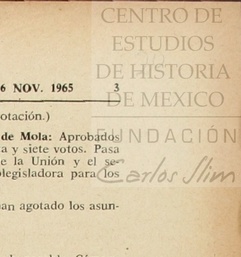 CENTRO DE
ESTUDIOS
DE HISTORIA
DE MEXICO
FUNDACIÓN
Carlos Slim
6 NOV. 1965 3
otación.)
de Mola: Aprobados
a y siete votos. Pasa
e la Unión y el se-
legisladora para los
an agotado los asun-